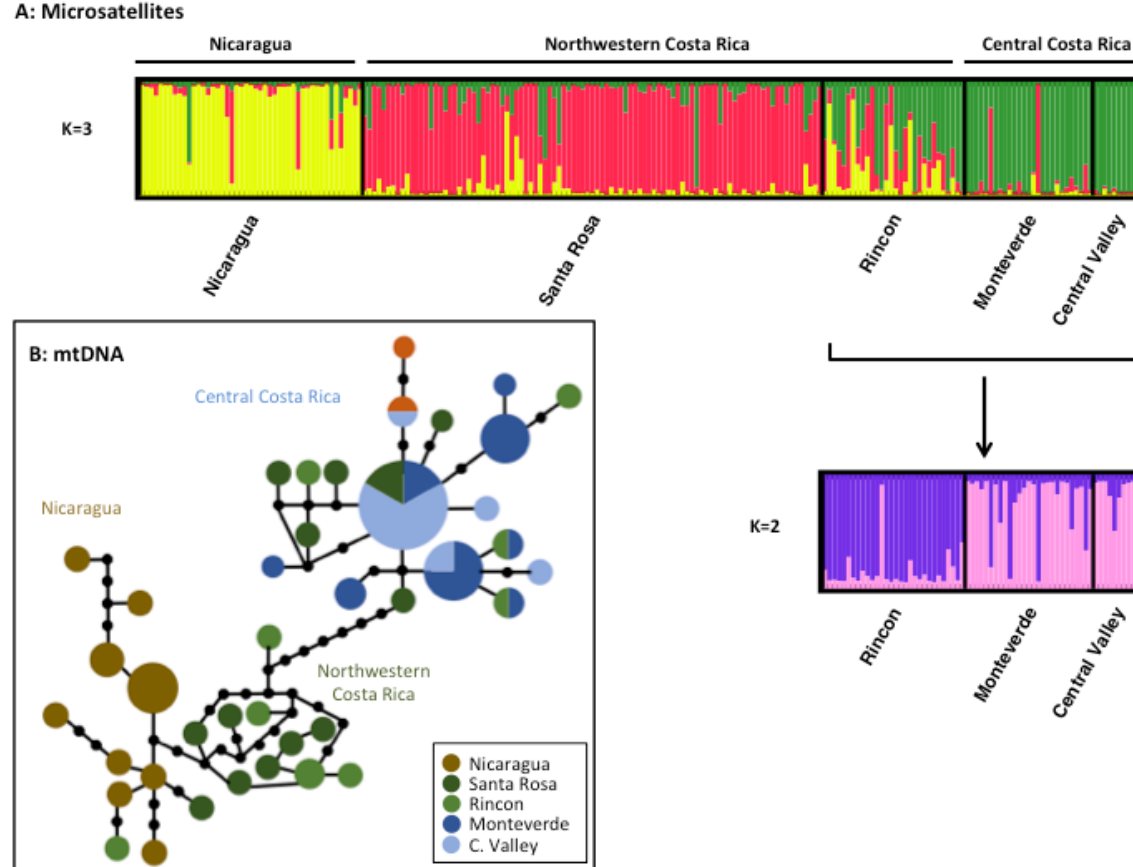 A: Microsatellites
Nicaragua
Northwestern Costa Rica
Central Costa Rica
K=3
Nicaragua
Santa Rosa
Rincon
Monteverde
Central Valley
B: mtDNA
Central Costa Rica
Nicaragua
Northwestern
Costa Rica
Nicaragua
Santa Rosa
Rincon
Monteverde
C. Valley
K=2
Rincon
Monteverde
Central Valley